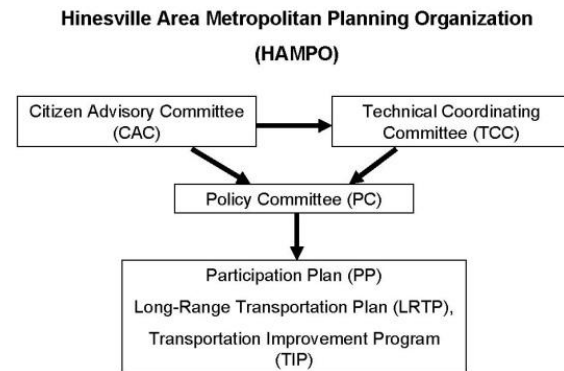 Hinesville Area Metropolitan Planning Organization
(HAMPO)
Citizen Advisory Committee
(CAC)
Technical Coordinating
Committee (TCC)
Policy Committee (PC)
Participation Plan (PP)
Long-Range Transportation Plan (LRTP),
Transportation Improvement Program
(TIP)